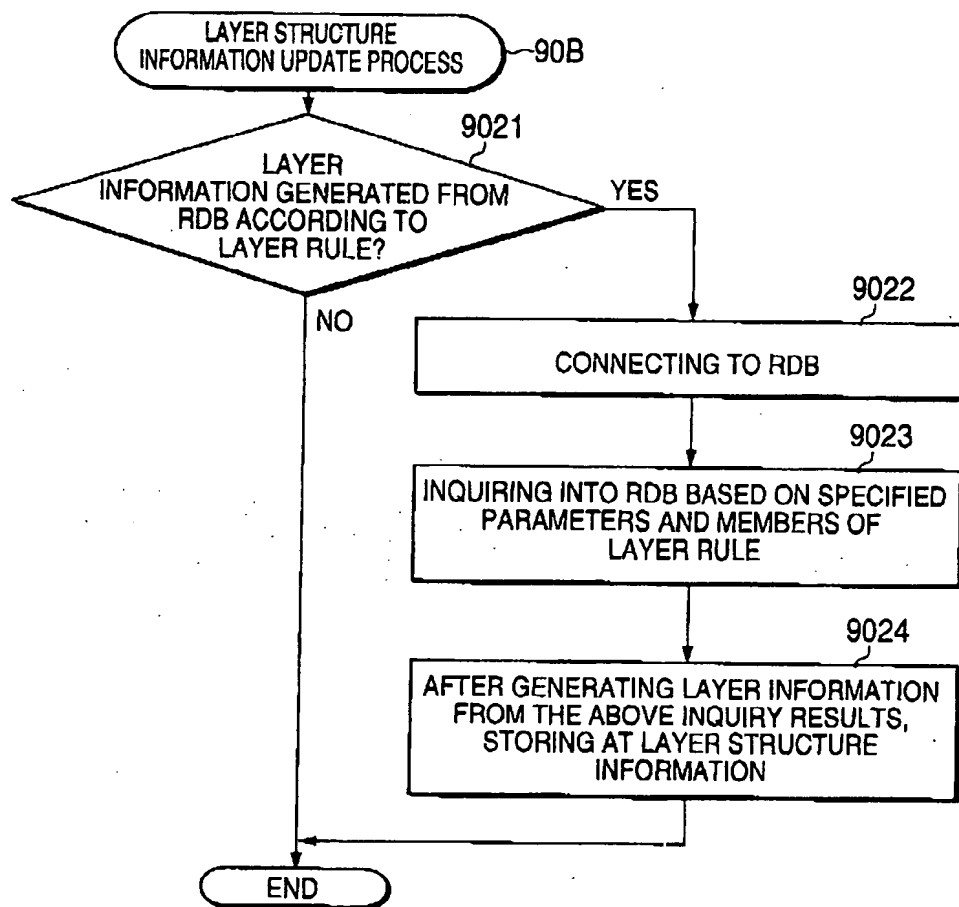 LAYER STRUCTURE
INFORMATION UPDATE PROCESS
90B
9021
LAYER
INFORMATION GENERATED FROM
RDB ACCORDING TO
LAYER RULE?
YES
NO
9022
CONNECTING TO RDB
9023
INQUIRING INTO RDB BASED ON SPECIFIED
PARAMETERS AND MEMBERS OF
LAYER RULE
9024
AFTER GENERATING LAYER INFORMATION
FROM THE ABOVE INQUIRY RESULTS,
STORING AT LAYER STRUCTURE
INFORMATION
END